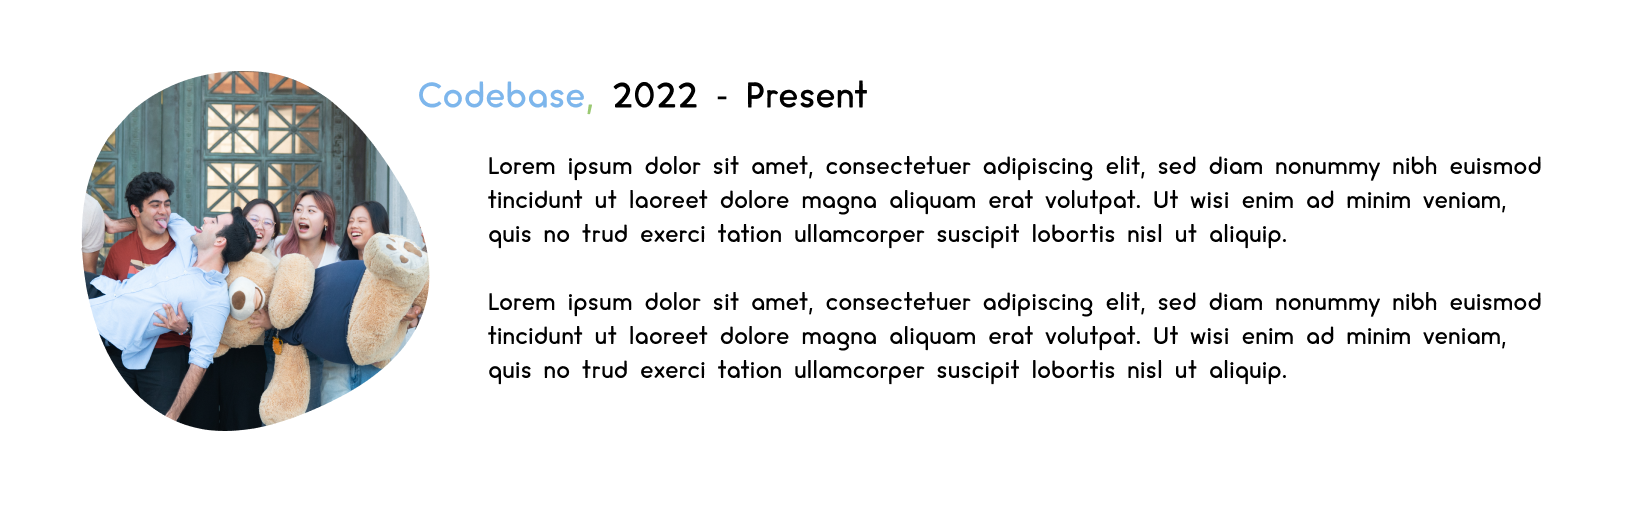 Codebase, 2022 - Present
Lorem ipsum dolor sit amet, consectetuer adipiscing elit, sed diam nonummy nibh euismod
tincidunt ut laoreet dolore magna aliquam erat volutpat. Ut wisi enim ad minim veniam,
quis no trud exerci tation ullamcorper suscipit lobortis nisl ut aliquip.
Lorem ipsum dolor sit amet, consectetuer adipiscing elit, sed diam nonummy nibh euismod
tincidunt ut laoreet dolore magna aliquam erat volutpat. Ut wisi enim ad minim veniam,
quis no trud exerci tation ullamcorper suscipit lobortis nisl ut aliquip.